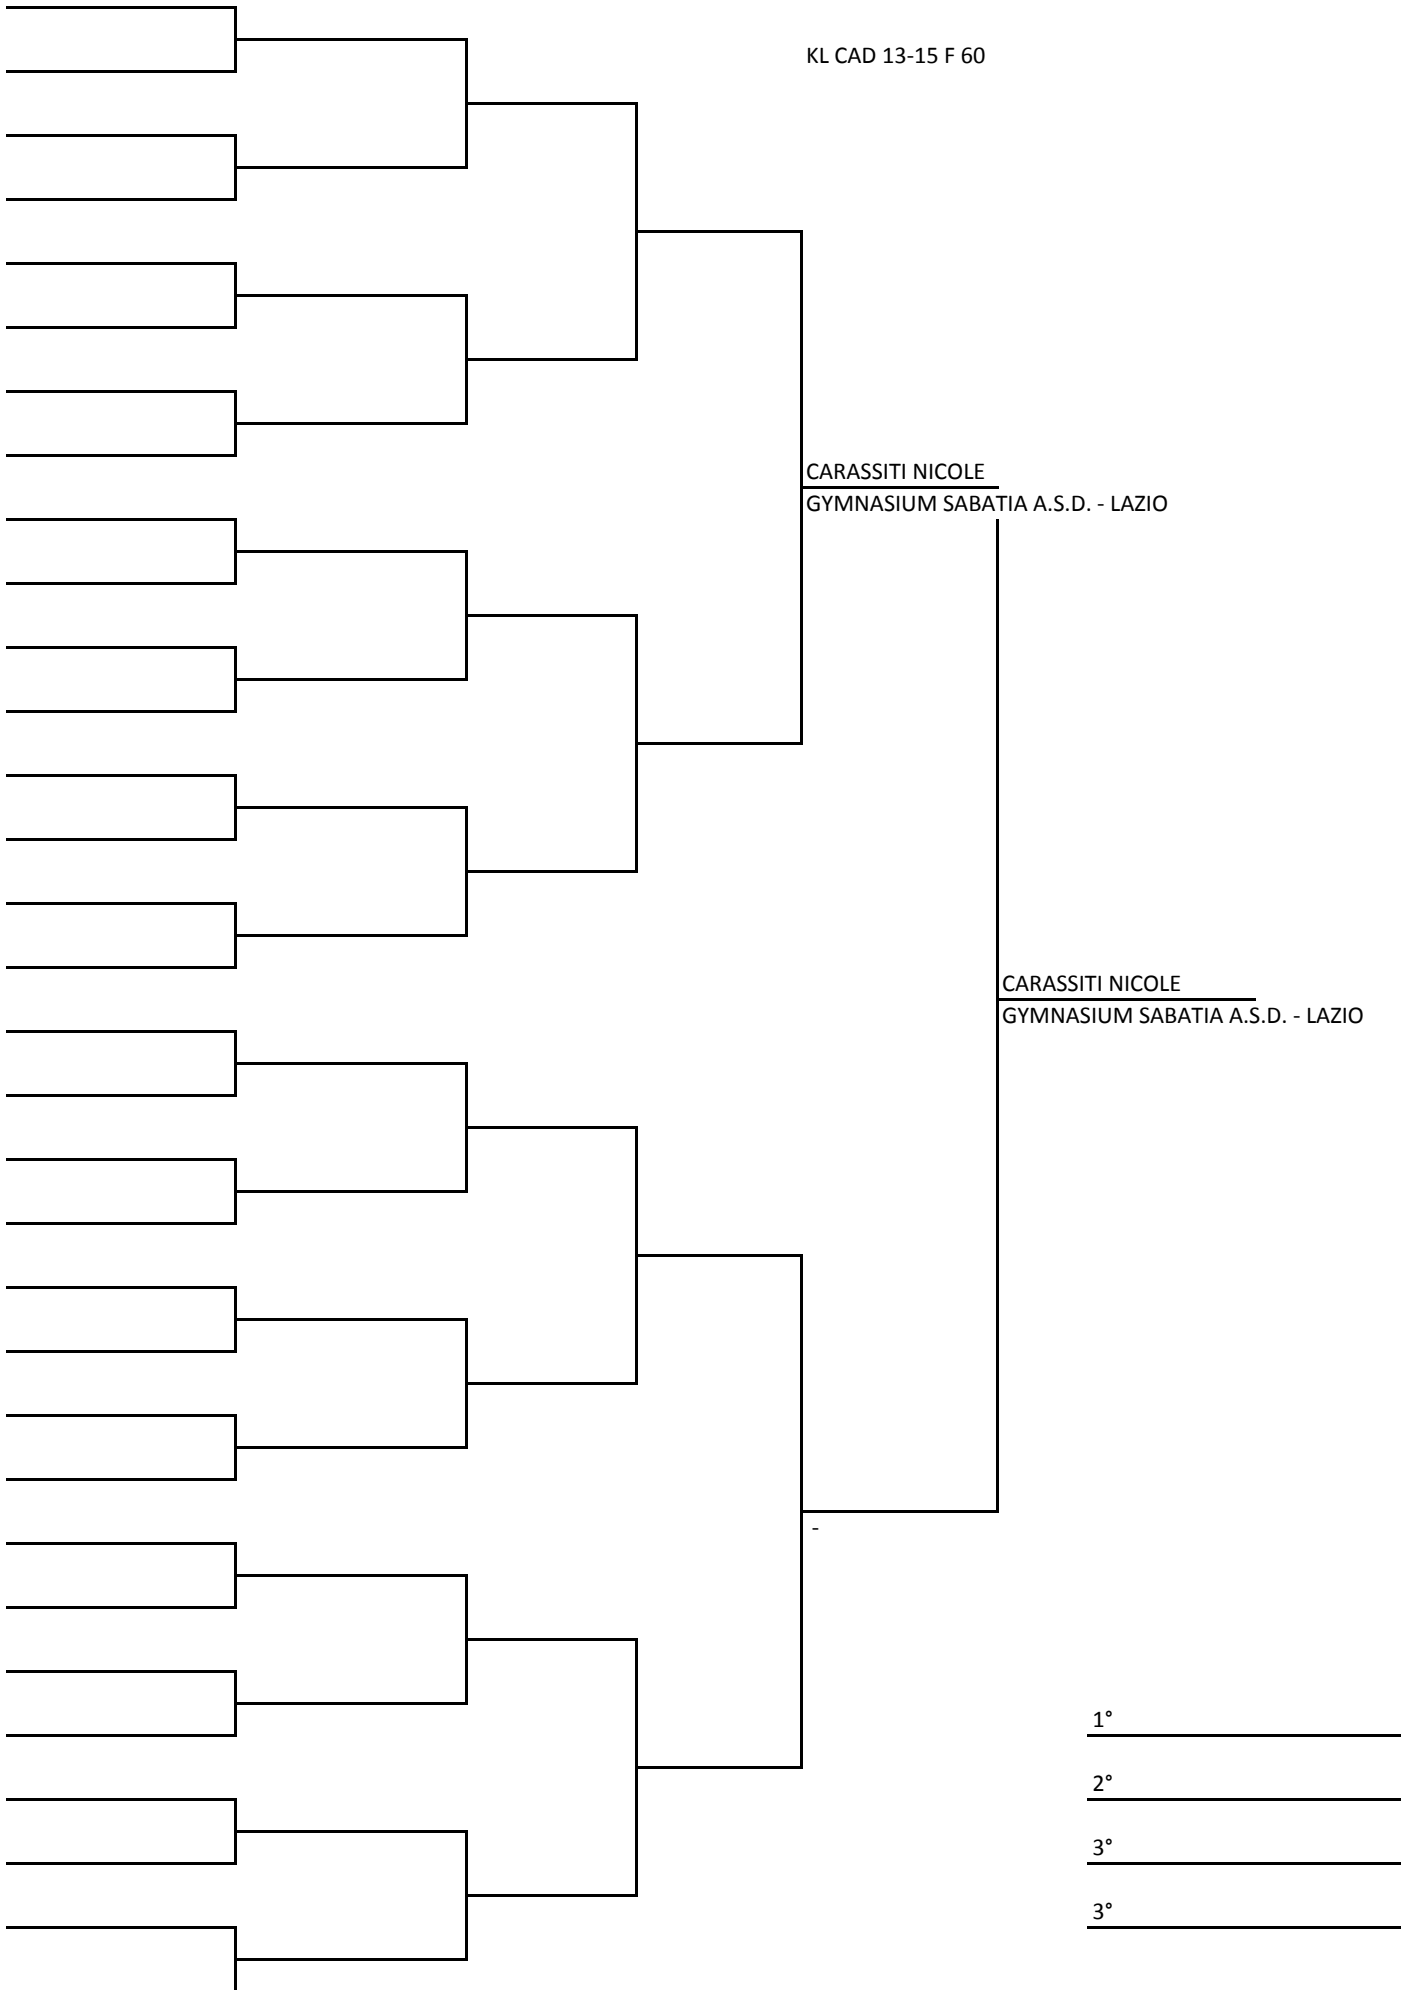 KL CAD 13-15 F 60
CARASSITI NICOLE
GYMNASIUM SABATIA A.S.D. - LAZIO
CARASSITI NICOLE
GYMNASIUM SABATIA A.S.D. - LAZIO
-
1°
2°
3°
3°